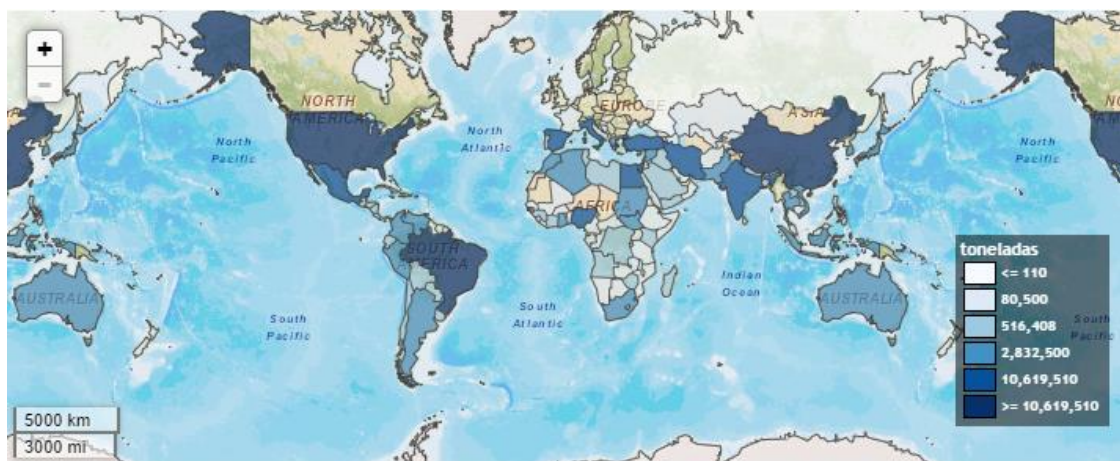 +
−
NORTH
AMERICA
North
Pacific
North
Atlantic
EUROPE
ASIA
North
Pacific
AFRICA
SOUTH
AMERICA
AUSTRALIA
South
Pacific
South
Atlantic
Indian
Ocean
AUSTRALIA
South
Pacific
toneladas
<= 110
80,500
516,408
2,832,500
10,619,510
>= 10,619,510
5000 km
3000 mi